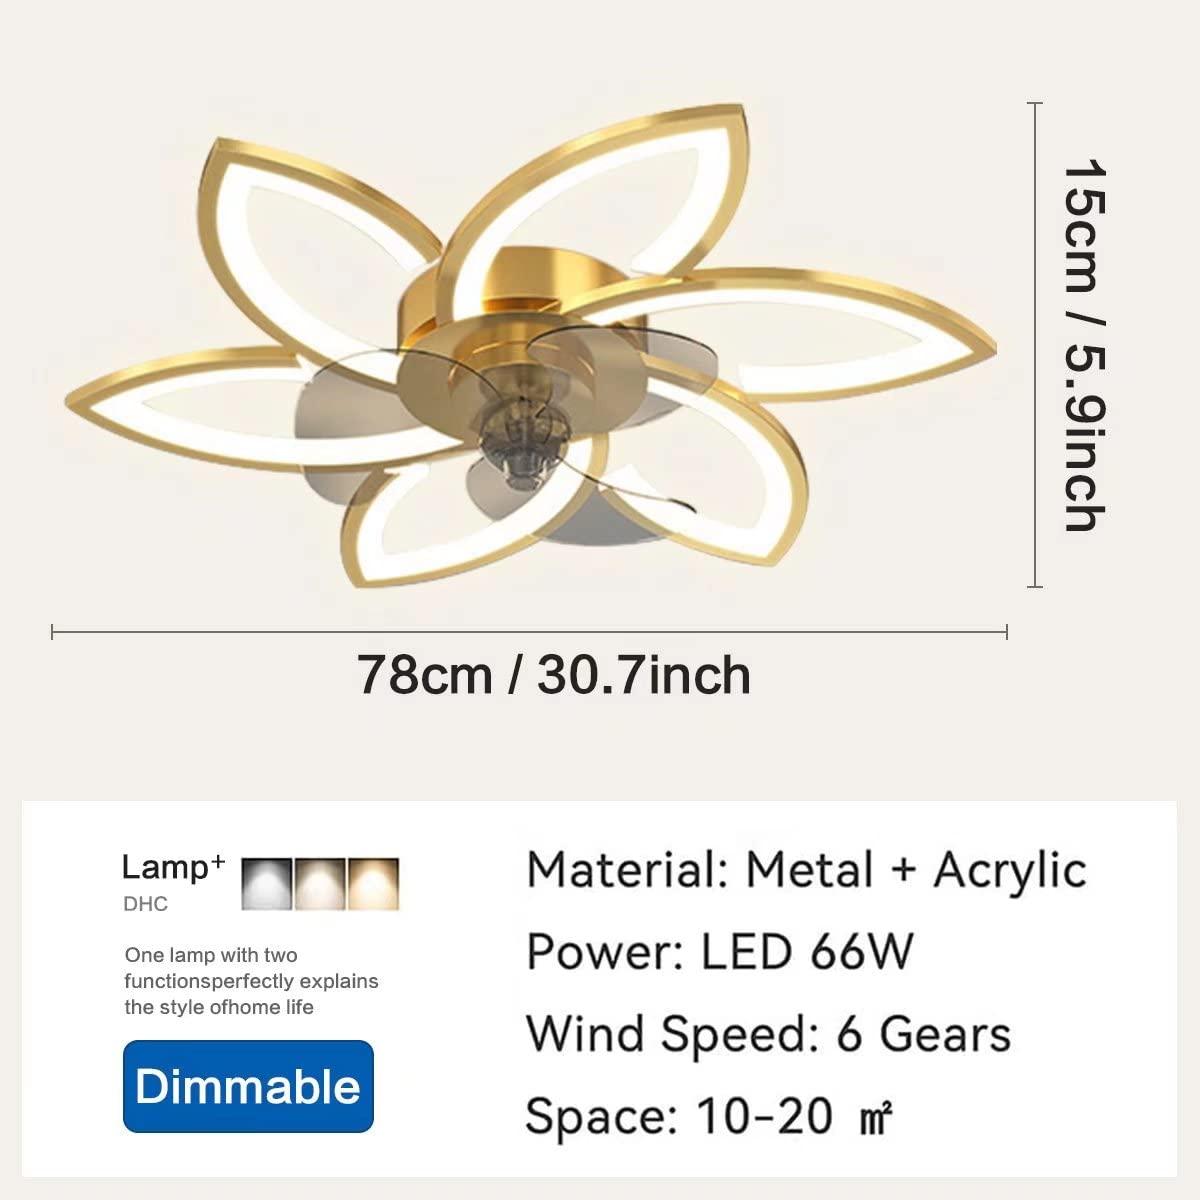 15cm / 5.9inch
78cm / 30.7inch
Lamp⁺
DHC
One lamp with two
functionsperfectly explains
the style ofhome life
Dimmable
Material: Metal + Acrylic
Power: LED 66W
Wind Speed: 6 Gears
Space: 10-20 ㎡